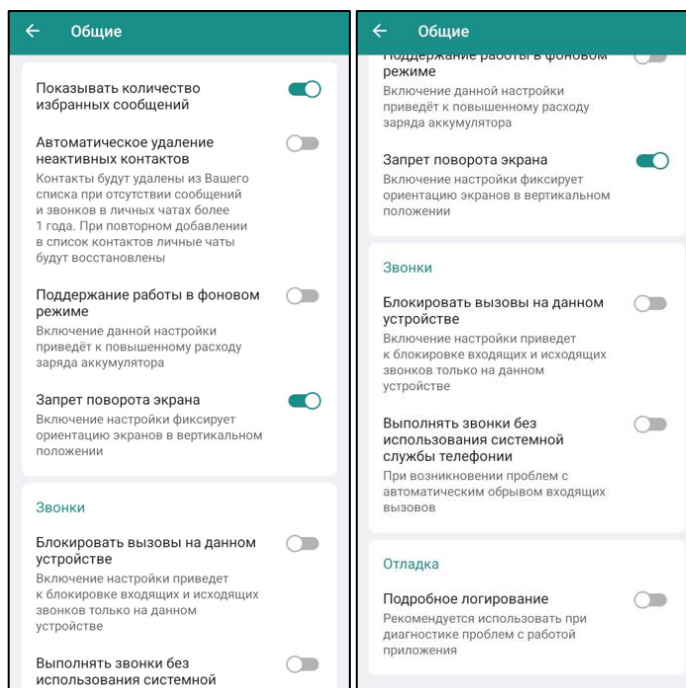 Общие
Показывать количество
избранных сообщений
Автоматическое удаление
неактивных контактов
Контакты будут удалены из Вашего
списка при отсутствии сообщений
и звонков в личных чатах более
1 года. При повторном добавлении
в список контактов личные чаты
будут восстановлены
Поддержание работы в фоновом
режиме
Включение данной настройки
приведёт к повышенному расходу
заряда аккумулятора
Запрет поворота экрана
Включение настройки фиксирует
ориентацию экранов в вертикальном
положении
Звонки
Блокировать вызовы на данном
устройстве
Включение настройки приведет
к блокировке входящих и исходящих
звонков только на данном
устройстве
Выполнять звонки без
использования системной
Общие
Поддержание работы в фоновом
режиме
Включение данной настройки
приведёт к повышенному расходу
заряда аккумулятора
Запрет поворота экрана
Включение настройки фиксирует
ориентацию экранов в вертикальном
положении
Звонки
Блокировать вызовы на данном
устройстве
Включение настройки приведет
к блокировке входящих и исходящих
звонков только на данном
устройстве
Выполнять звонки без
использования системной
службы телефонии
При возникновении проблем с
автоматическим обрывом входящих
вызовов
Отладка
Подробное логирование
Рекомендуется использовать при
диагностике проблем с работой
приложения